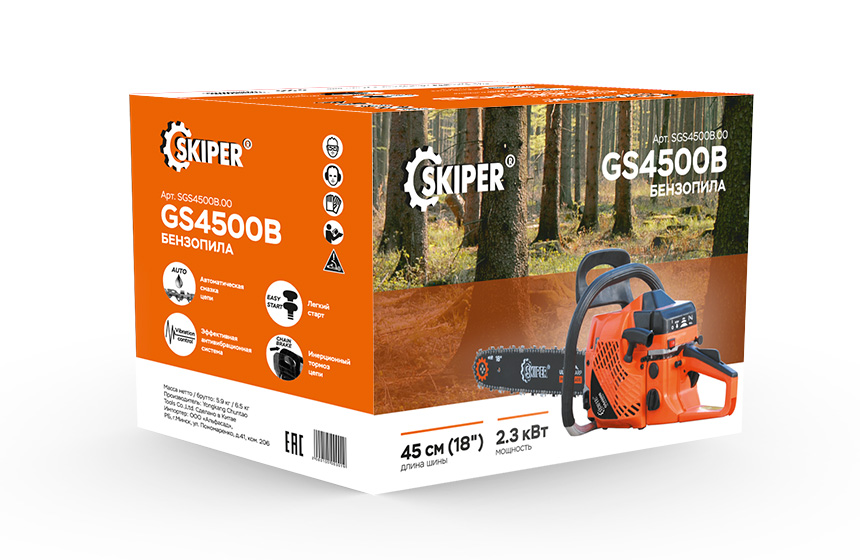 SKIPER®
Арт. SGS4500B.00
GS4500B
БЕНЗОПИЛА
AUTO
Автоматическая
смазка
цепи
EASY
START
Легкий
старт
Vibration
control
Эффективная
антивибрационная
система
CHAIN
BRAKE
Инерционный
тормоз
цепи
Масса нетто / брутто: 5.9 кг / 6.5 кг
Производитель: Yongkang Chuntao
Tools Co.,Ltd. Сделано в Китае
Импортер: ООО «Альфасад»,
РБ, г.Минск, ул. Пономаренко, д.41, ком. 206
EAC
SKIPER®
Арт. SGS4500B.00
GS4500B
БЕНЗОПИЛА
SKIPER
SKIPER
45 см (18")
длина шины
2.3 кВт
мощность